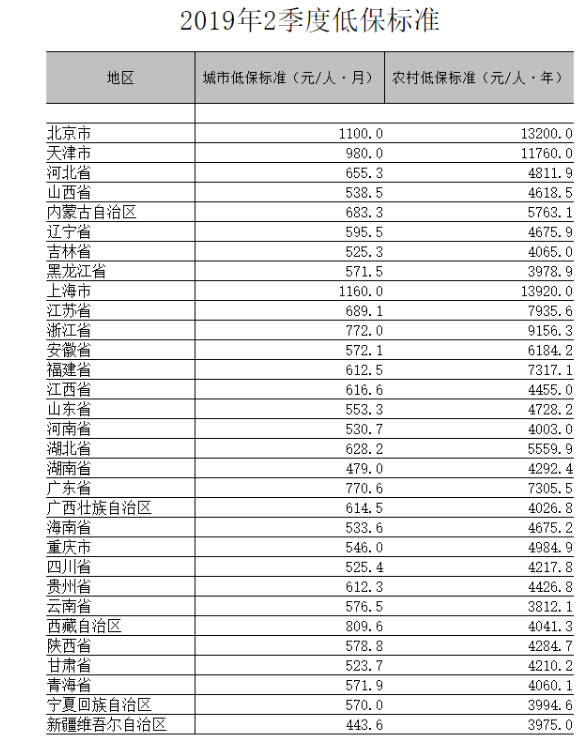 2019年2季度低保标准
地区 城市低保标准（元/人·月） 农村低保标准（元/人·年）
北京市 1100.0 13200.0
天津市 980.0 11760.0
河北省 655.3 4811.9
山西省 538.5 4618.5
内蒙古自治区 683.3 5763.1
辽宁省 595.5 4675.9
吉林省 525.3 4065.0
黑龙江省 571.5 3978.9
上海市 1160.0 13920.0
江苏省 689.1 7935.6
浙江省 772.0 9156.3
安徽省 572.1 6184.2
福建省 612.5 7317.1
江西省 616.6 4455.0
山东省 553.3 4728.2
河南省 530.7 4003.0
湖北省 628.2 5559.9
湖南省 479.0 4292.4
广东省 770.6 7305.5
广西壮族自治区 614.5 4026.8
海南省 533.6 4675.2
重庆市 546.0 4984.9
四川省 525.4 4217.8
贵州省 612.3 4426.8
云南省 576.5 3812.1
西藏自治区 809.6 4041.3
陕西省 578.8 4284.7
甘肃省 523.7 4210.2
青海省 571.9 4060.1
宁夏回族自治区 570.0 3994.6
新疆维吾尔自治区 443.6 3975.0